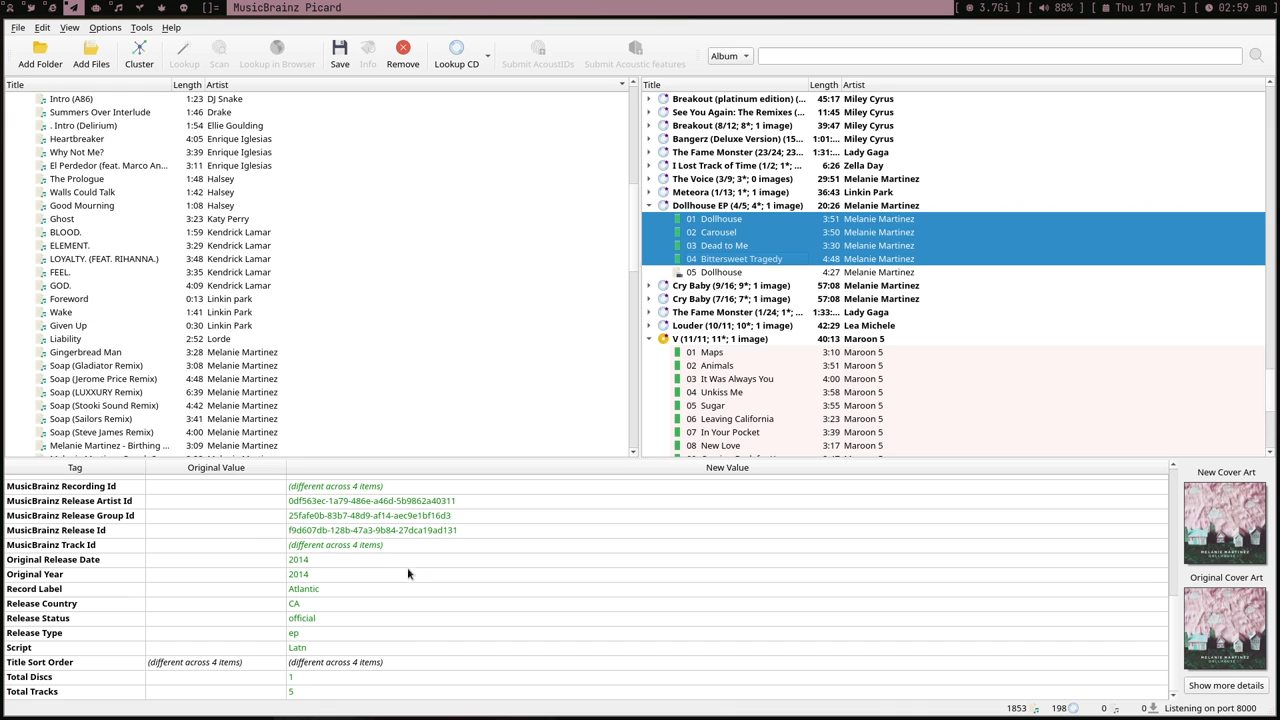 []= MusicBrainz Picard [ 3.7Gi | 88% | Thu 17 Mar | 02:59 am ]
File Edit View Options Tools Help
Add Folder Add Files Cluster Lookup Scan Lookup in Browser Save Info Remove Lookup CD Submit AcoustIDs Submit Acoustic features Album
Title Length Artist
Intro (A86) 1:23 DJ Snake
Summers Over Interlude 1:46 Drake
. Intro (Delirium) 1:54 Ellie Goulding
Heartbreaker 4:05 Enrique Iglesias
Why Not Me? 3:39 Enrique Iglesias
El Perdedor (feat. Marco An... 3:11 Enrique Iglesias
The Prologue 1:48 Halsey
Walls Could Talk 1:42 Halsey
Good Mourning 1:08 Halsey
Ghost 3:23 Katy Perry
BLOOD. 1:59 Kendrick Lamar
ELEMENT. 3:29 Kendrick Lamar
LOYALTY. (FEAT. RIHANNA.) 3:48 Kendrick Lamar
FEEL. 3:35 Kendrick Lamar
GOD. 4:09 Kendrick Lamar
Foreword 0:13 Linkin park
Wake 1:41 Linkin Park
Given Up 0:30 Linkin Park
Liability 2:52 Lorde
Gingerbread Man 3:28 Melanie Martinez
Soap (Gladiator Remix) 3:08 Melanie Martinez
Soap (Jerome Price Remix) 4:48 Melanie Martinez
Soap (LUXXURY Remix) 6:39 Melanie Martinez
Soap (Stooki Sound Remix) 4:44 Melanie Martinez
Soap (Sailors Remix) 3:41 Melanie Martinez
Soap (Steve James Remix) 4:00 Melanie Martinez
Melanie Martinez - Birthing ... 3:09 Melanie Martinez
Title Length Artist
Breakout (platinum edition) (... 45:17 Miley Cyrus
See You Again: The Remixes (... 11:45 Miley Cyrus
Breakout (8/12; 8*; 1 image) 39:47 Miley Cyrus
Bangerz (Deluxe Version) (15... 1:01:... Miley Cyrus
The Fame Monster (23/24; 23... 1:31:... Lady Gaga
I Lost Track of Time (1/2; 1*; ... 6:26 Zella Day
The Voice (3/9; 3*; 0 images) 29:51 Melanie Martinez
Meteora (1/13; 1*; 1 image) 36:43 Linkin Park
Dollhouse EP (4/5; 4*; 1 image) 20:26 Melanie Martinez
01 Dollhouse 3:51 Melanie Martinez
02 Carousel 3:50 Melanie Martinez
03 Dead to Me 3:30 Melanie Martinez
04 Bittersweet Tragedy 4:48 Melanie Martinez
05 Dollhouse 4:27 Melanie Martinez
Cry Baby (9/16; 9*; 1 image) 57:08 Melanie Martinez
Cry Baby (7/16; 7*; 1 image) 57:08 Melanie Martinez
The Fame Monster (1/24; 1*; ... 1:33:... Lady Gaga
Louder (10/11; 10*; 1 image) 42:29 Lea Michele
V (11/11; 11*; 1 image) 40:13 Maroon 5
01 Maps 3:10 Maroon 5
02 Animals 3:51 Maroon 5
03 It Was Always You 4:00 Maroon 5
04 Unkiss Me 3:58 Maroon 5
05 Sugar 3:55 Maroon 5
06 Leaving California 3:23 Maroon 5
07 In Your Pocket 3:39 Maroon 5
08 New Love 3:17 Maroon 5
Tag Original Value New Value
MusicBrainz Recording Id (different across 4 items)
MusicBrainz Release Artist Id 0df563ec-1a79-486e-a46d-5b9862a40311
MusicBrainz Release Group Id 25fafe0b-83b7-48d9-af14-aec9e1bf16d3
MusicBrainz Release Id f9d607db-128b-47a3-9b84-27dca19ad131
MusicBrainz Track Id (different across 4 items)
Original Release Date 2014
Original Year 2014
Record Label Atlantic
Release Country CA
Release Status official
Release Type ep
Script Latn
Title Sort Order (different across 4 items) (different across 4 items)
Total Discs 1
Total Tracks 5
New Cover Art
MELANIE MARTINEZ
DOLLHOUSE
Original Cover Art
MELANIE MARTINEZ
DOLLHOUSE
Show more details
1853 198 0 0 Listening on port 8000